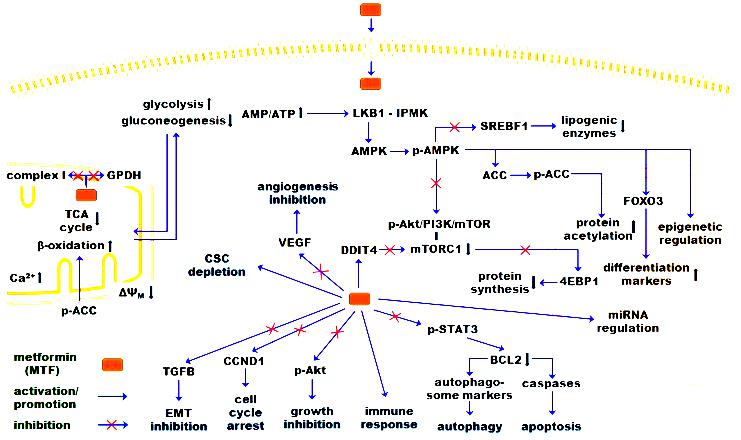 glycolysis
gluconeogenesis
AMP/ATP
LKB1 - IPMK
SREBF1
lipogenic
enzymes
AMPK
p-AMPK
complex I
GPDH
ACC
p-ACC
angiogenesis
inhibition
FOXO3
TCA
cycle
p-Akt/PI3K/mTOR
protein
acetylation
epigenetic
regulation
β-oxidation
VEGF
DDIT4
mTORC1
CSC
depletion
Ca²⁺
ΔΨM
protein
synthesis
4EBP1
differentiation
markers
p-ACC
miRNA
regulation
p-STAT3
metformin
(MTF)
TGFB
CCND1
p-Akt
BCL2
activation/
promotion
autophago-
some markers
caspases
inhibition
EMT
inhibition
cell
cycle
arrest
growth
inhibition
immune
response
autophagy
apoptosis